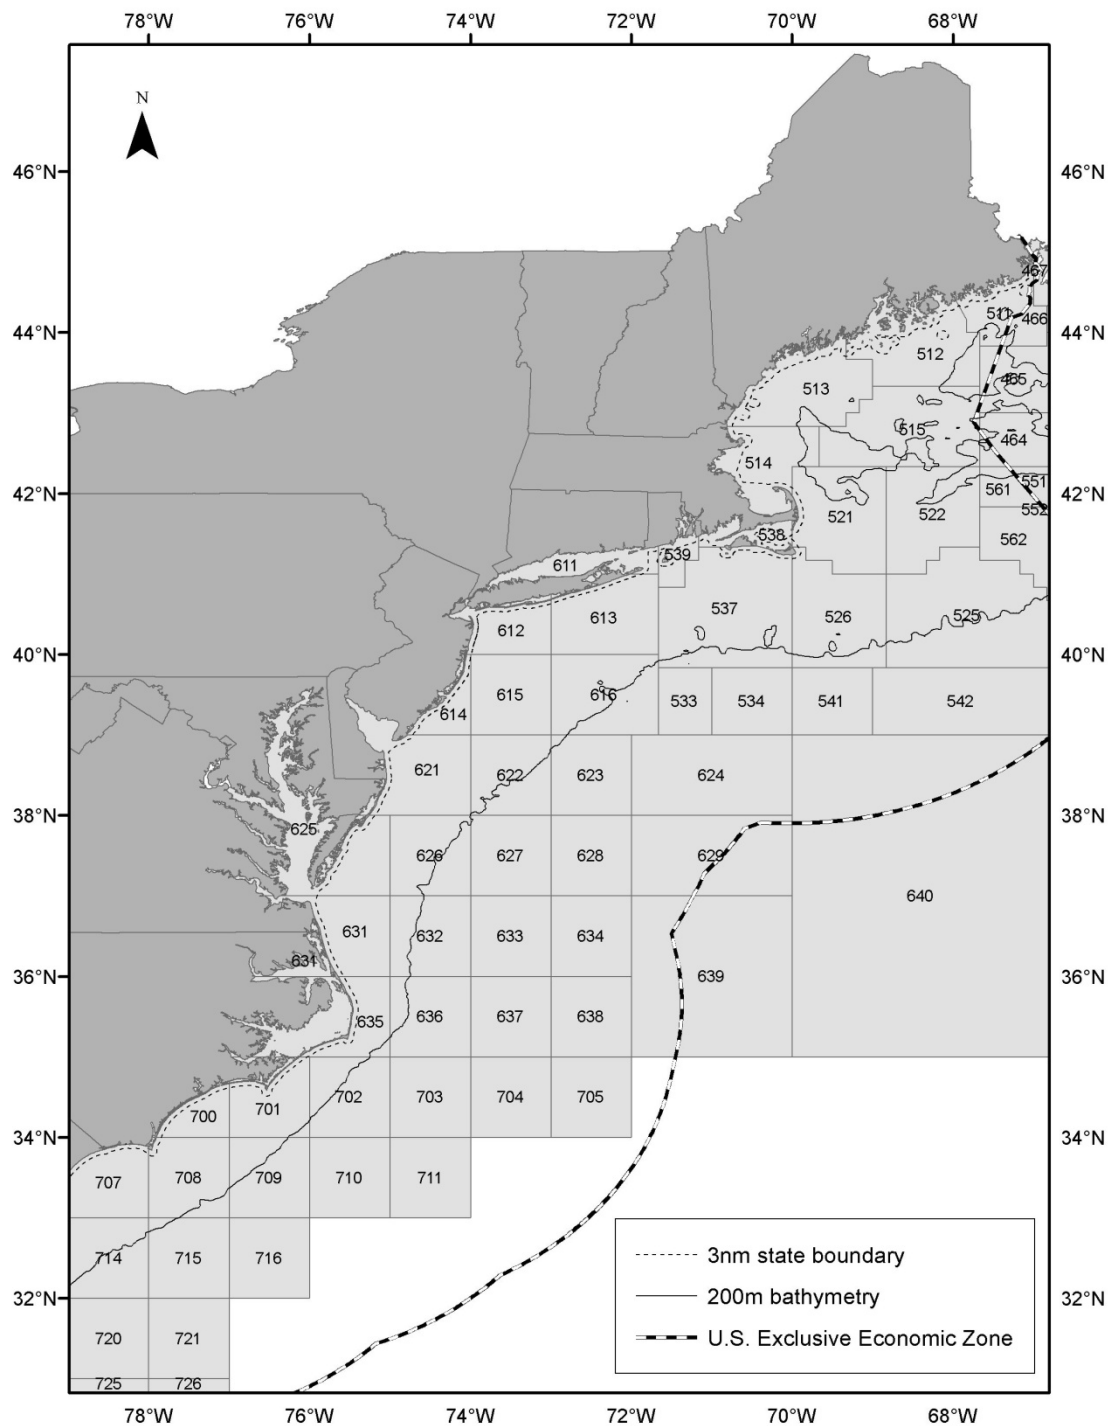 78°W 76°W 74°W 72°W 70°W 68°W
N
46°N 46°N
467
511 466
44°N 44°N
512
513 465
515 464
514
42°N 561 551 42°N
521 522 552
538 562
539
611
537 526 525
613
612
40°N 40°N
615 616 533 534 541 542
614
621 622 623 624
38°N 38°N
625
626 627 628 629
640
631 632 633 634
631
36°N 639 36°N
635 636 637 638
700 701 702 703 704 705
34°N 34°N
707 708 709 710 711
714 715 716
3nm state boundary
32°N 200m bathymetry 32°N
720 721 U.S. Exclusive Economic Zone
725 726
78°W 76°W 74°W 72°W 70°W 68°W